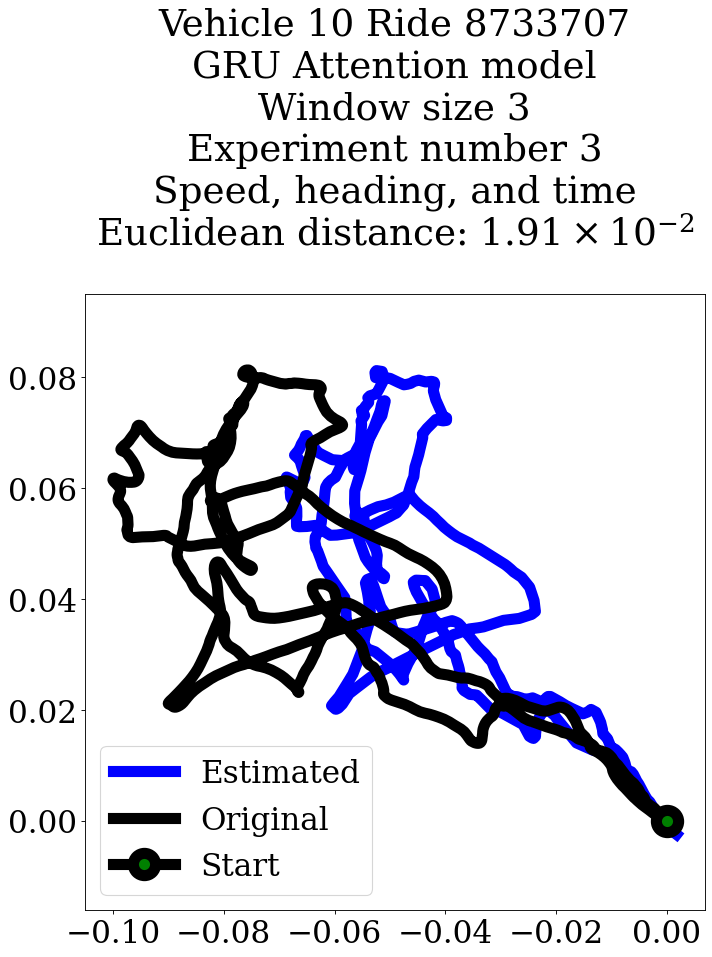 Vehicle 10 Ride 8733707
GRU Attention model
Window size 3
Experiment number 3
Speed, heading, and time
Euclidean distance: 1.91 × 10⁻²
0.08
0.06
0.04
0.02
0.00
Estimated
Original
Start
−0.10 −0.08 −0.06 −0.04 −0.02 0.00